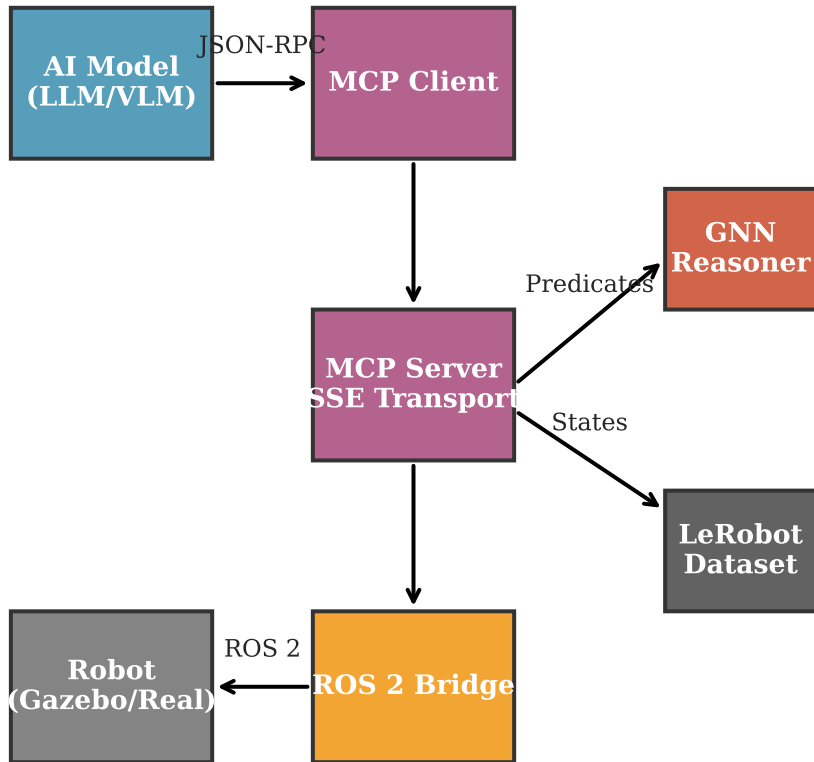 JSON-RPC
AI Model
(LLM/VLM)
MCP Client
GNN
Reasoner
Predicates
MCP Server
SSE Transport
States
LeRobot
Dataset
ROS 2
Robot
(Gazebo/Real)
ROS 2 Bridge